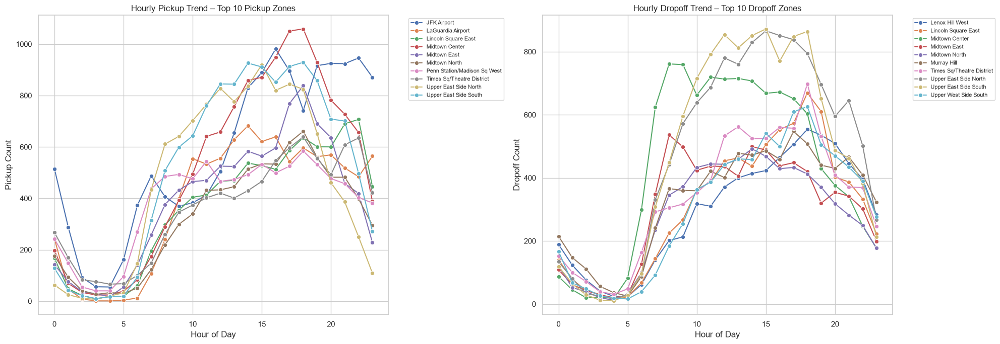 Hourly Pickup Trend – Top 10 Pickup Zones
Pickup Count
1000
800
600
400
200
0
0 5 10 15 20
Hour of Day
JFK Airport
LaGuardia Airport
Lincoln Square East
Midtown Center
Midtown East
Midtown North
Penn Station/Madison Sq West
Times Sq/Theatre District
Upper East Side North
Upper East Side South
Hourly Dropoff Trend – Top 10 Dropoff Zones
Dropoff Count
800
600
400
200
0
0 5 10 15 20
Hour of Day
Lenox Hill West
Lincoln Square East
Midtown Center
Midtown East
Midtown North
Murray Hill
Times Sq/Theatre District
Upper East Side North
Upper East Side South
Upper West Side South